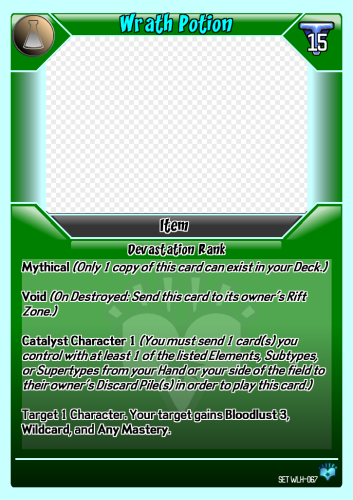 Wrath Potion
15
Item
Devastation Rank
Mythical (Only 1 copy of this card can exist in your Deck.)
Void (On Destroyed: Send this card to its owner's Rift
Zone.)
Catalyst Character 1 (You must send 1 card(s) you
control with at least 1 of the listed Elements, Subtypes,
or Supertypes from your Hand or your side of the field to
their owner's Discard Pile(s) in order to play this card.)
Target 1 Character. Your target gains Bloodlust 3,
Wildcard, and Any Mastery.
SET WLH-067